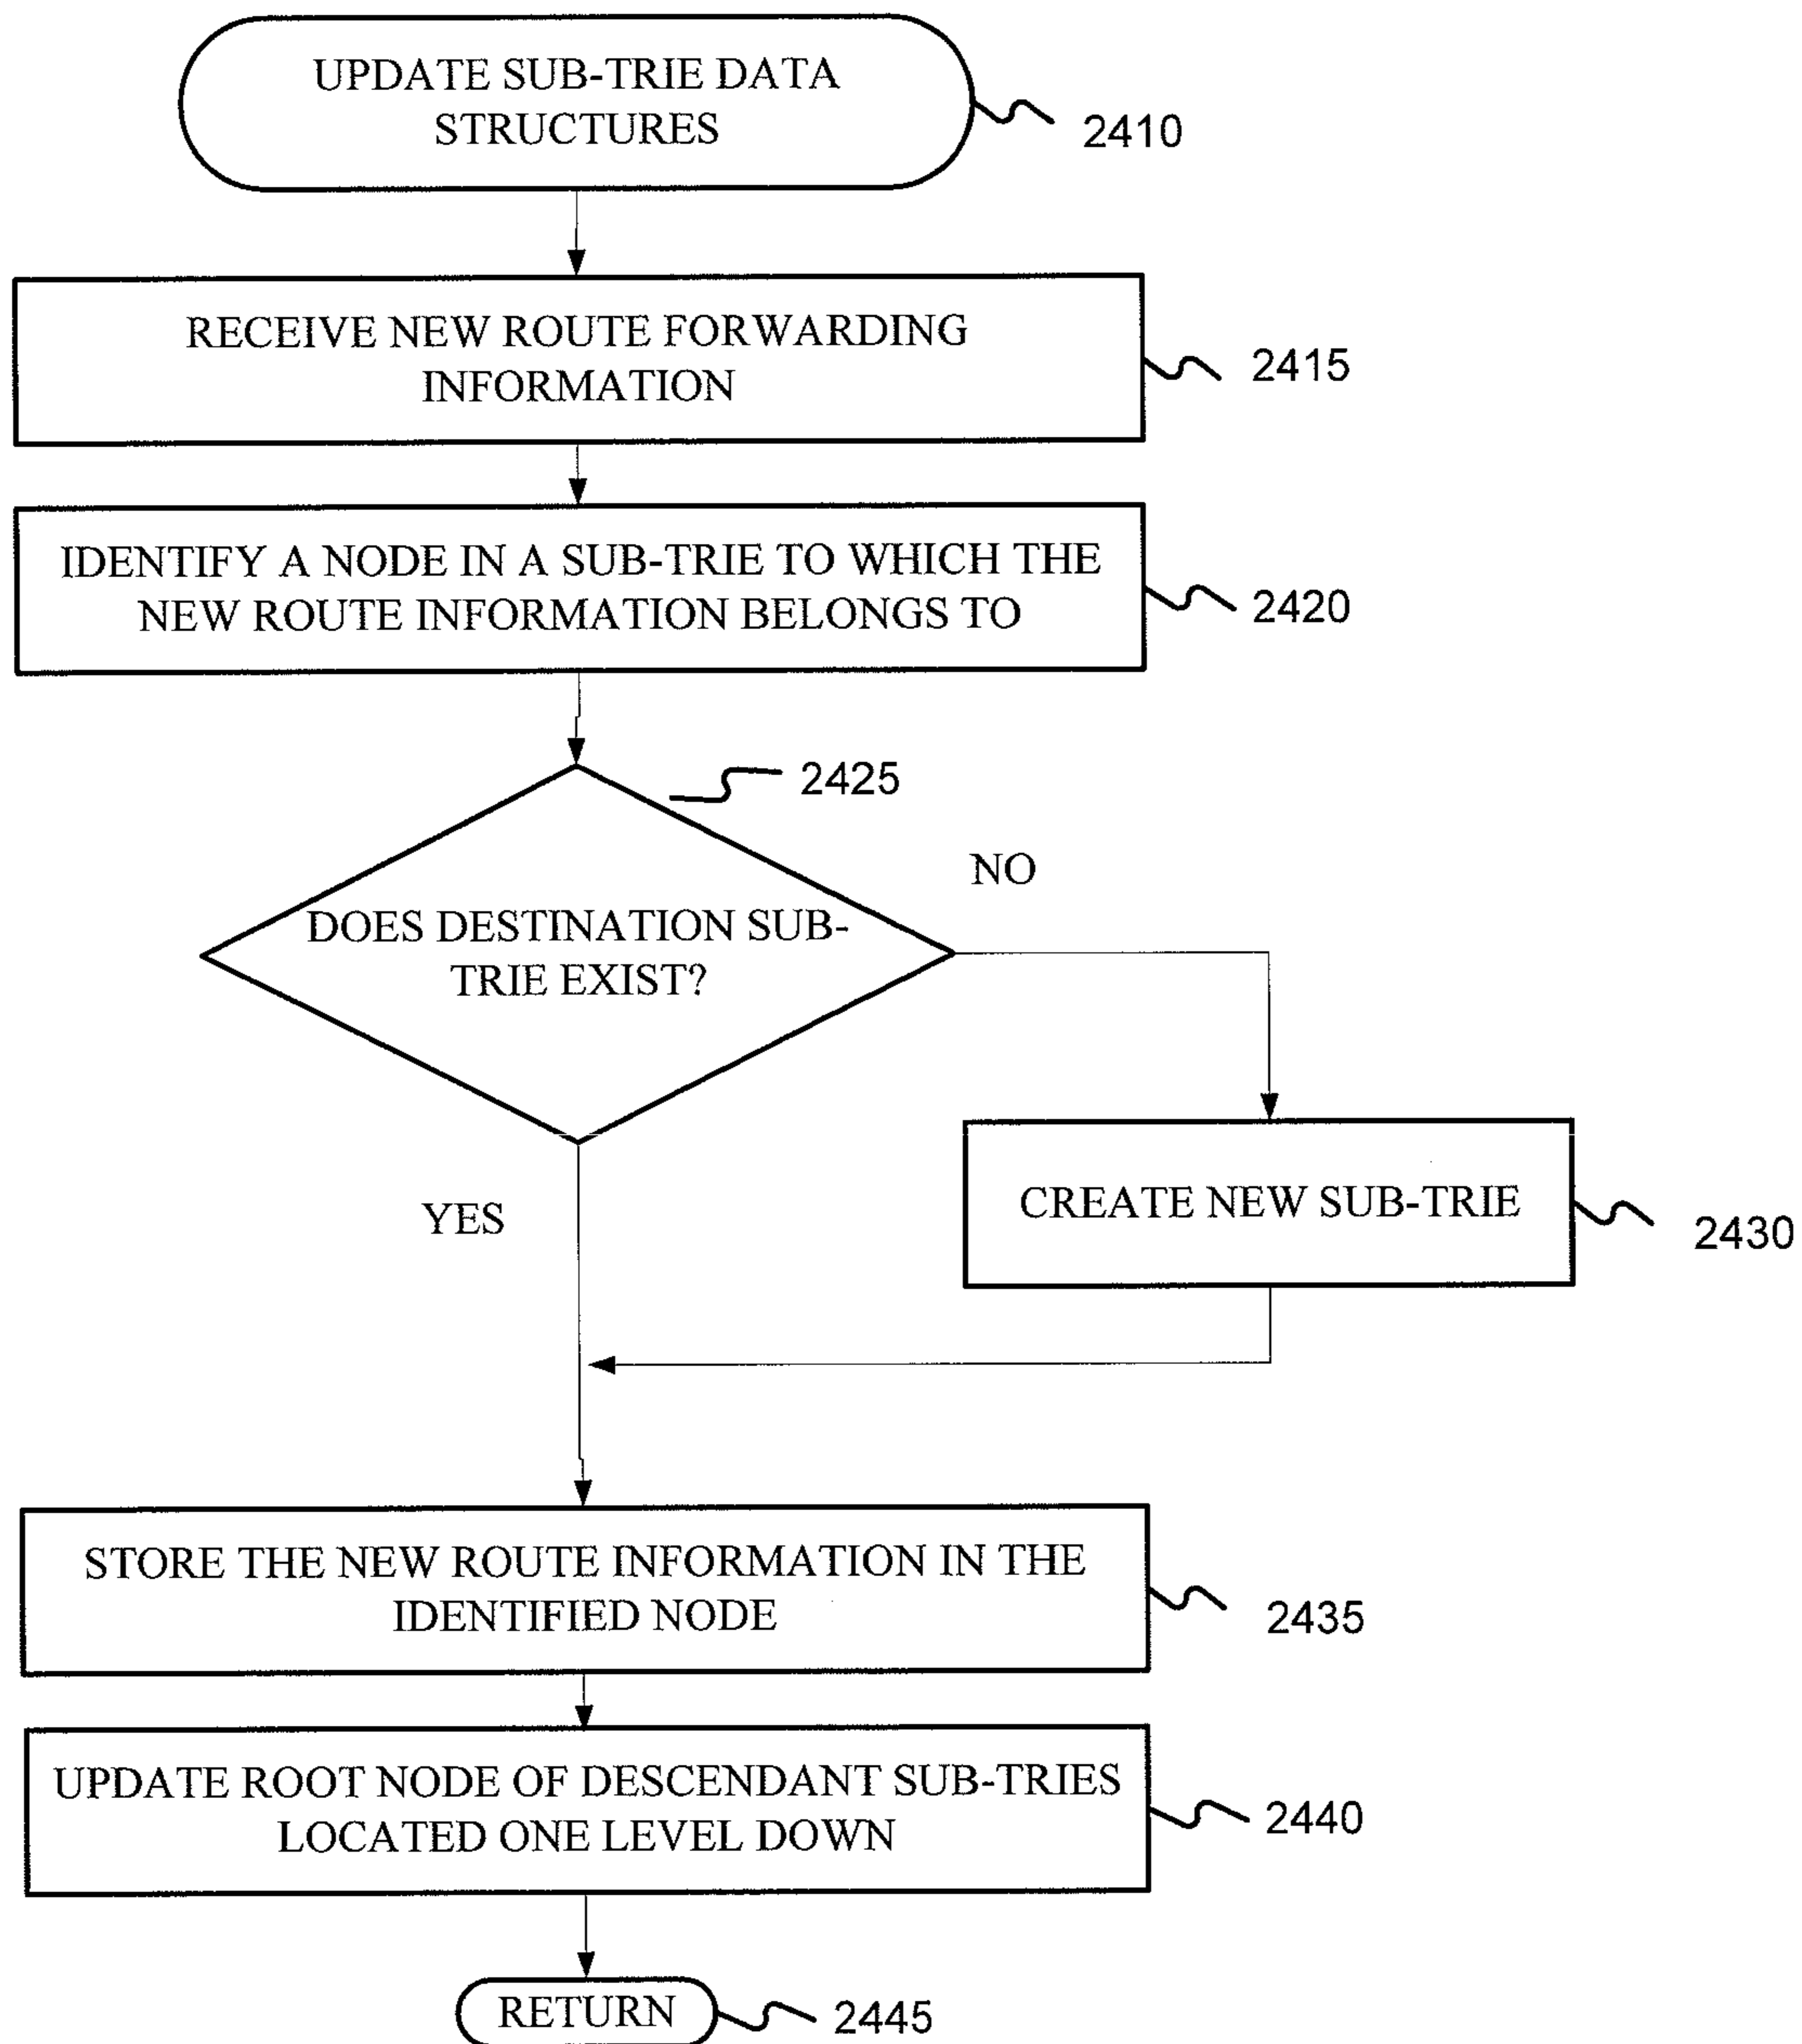 UPDATE SUB-TRIE DATA
STRUCTURES
2410
RECEIVE NEW ROUTE FORWARDING
INFORMATION
2415
IDENTIFY A NODE IN A SUB-TRIE TO WHICH THE
NEW ROUTE INFORMATION BELONGS TO
2420
2425
DOES DESTINATION SUB-
TRIE EXIST?
NO
YES
CREATE NEW SUB-TRIE
2430
STORE THE NEW ROUTE INFORMATION IN THE
IDENTIFIED NODE
2435
UPDATE ROOT NODE OF DESCENDANT SUB-TRIES
LOCATED ONE LEVEL DOWN
2440
RETURN
2445